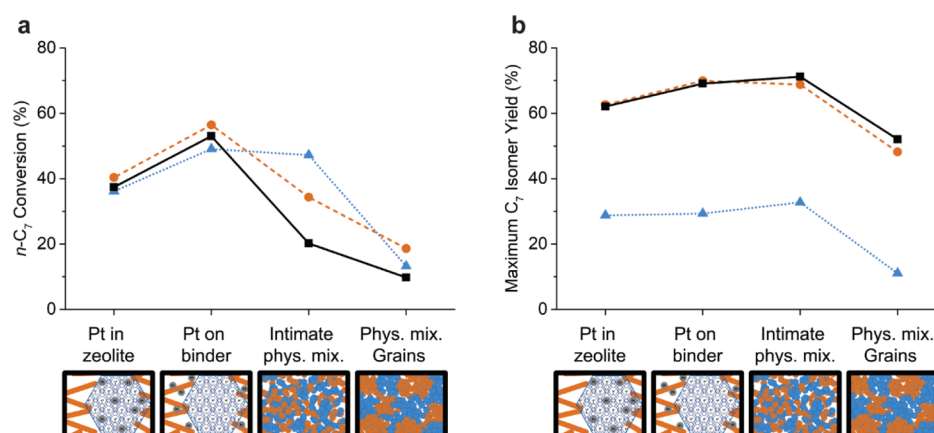 a
80
60
40
20
0
n-C7 Conversion (%)
Pt in
zeolite
Pt on
binder
Intimate
phys. mix.
Phys. mix.
Grains
b
80
60
40
20
0
Maximum C7 Isomer Yield (%)
Pt in
zeolite
Pt on
binder
Intimate
phys. mix.
Phys. mix.
Grains